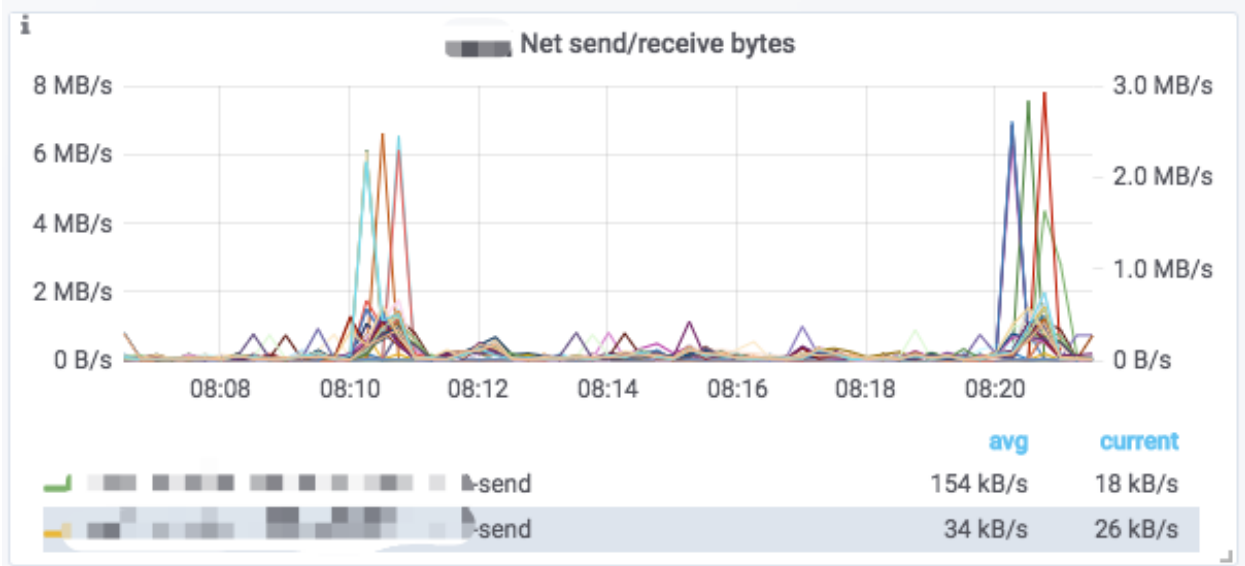 i
Net send/receive bytes
8 MB/s
6 MB/s
4 MB/s
2 MB/s
0 B/s
3.0 MB/s
2.0 MB/s
1.0 MB/s
0 B/s
08:08 08:10 08:12 08:14 08:16 08:18 08:20
avg current
-send 154 kB/s 18 kB/s
-send 34 kB/s 26 kB/s